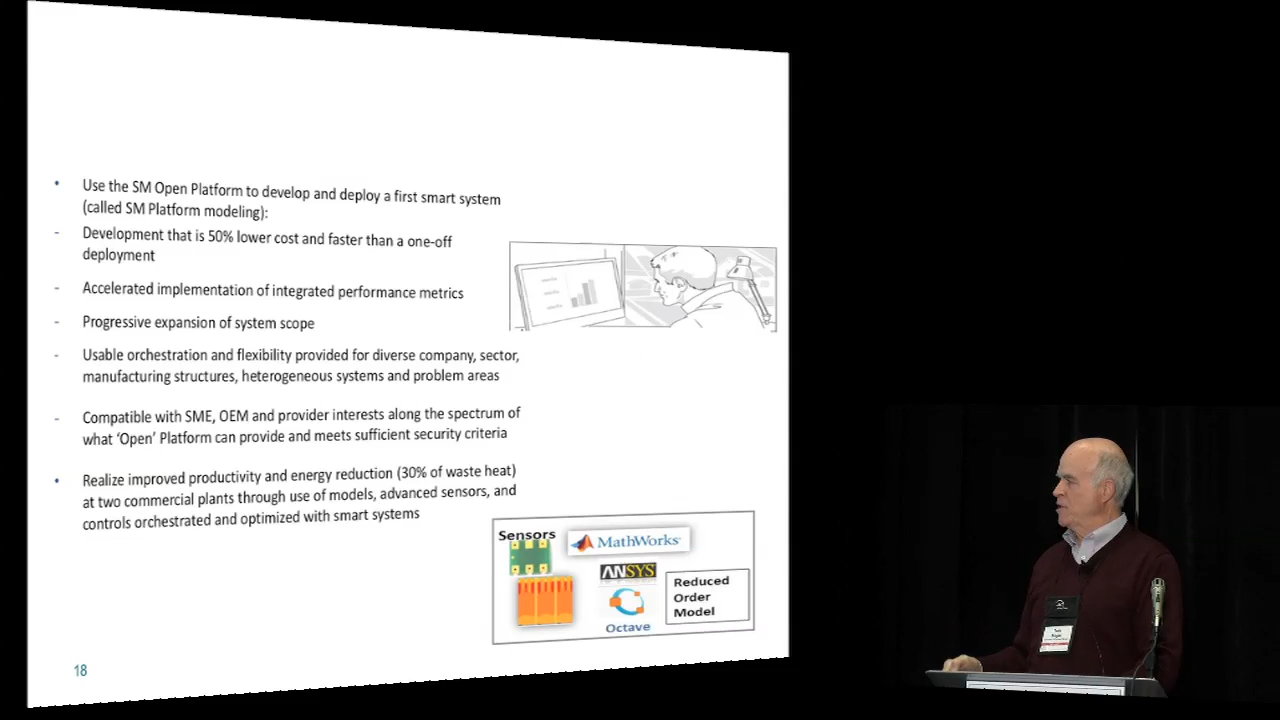 Use the SM Open Platform to develop and deploy a first smart system
(called SM Platform modeling):
- Development that is 50% lower cost and faster than a one-off
deployment
- Accelerated implementation of integrated performance metrics
- Progressive expansion of system scope
- Usable orchestration and flexibility provided for diverse company, sector,
manufacturing structures, heterogeneous systems and problem areas
- Compatible with SME, OEM and provider interests along the spectrum of
what ‘Open’ Platform can provide and meets sufficient security criteria
• Realize improved productivity and energy reduction (30% of waste heat)
at two commercial plants through use of models, advanced sensors, and
controls orchestrated and optimized with smart systems
Sensors
MathWorks
ANSYS
Octave
Reduced
Order
Model
18